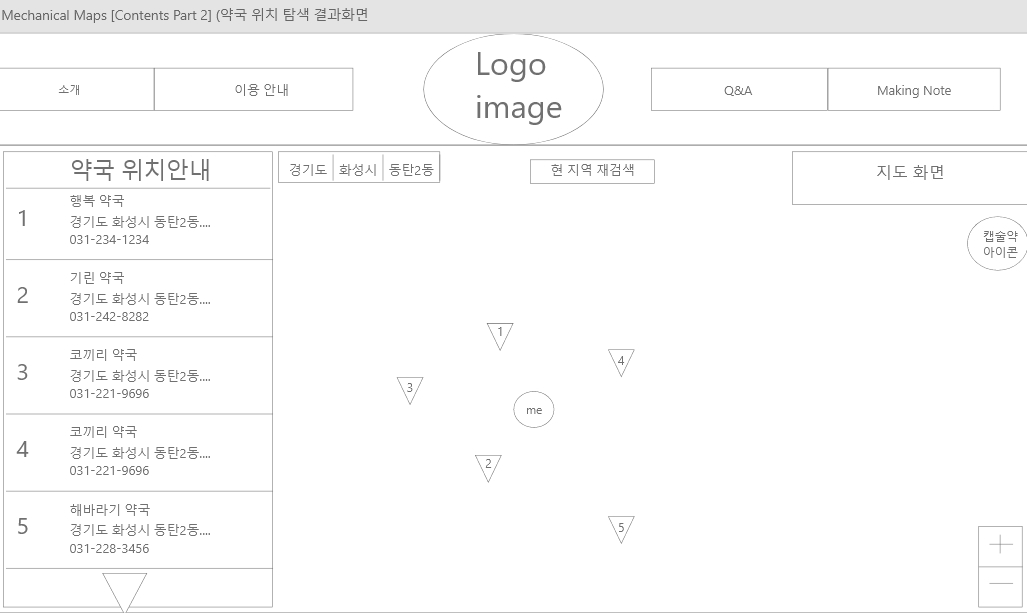 Mechanical Maps [Contents Part 2] (약국 위치 탐색 결과화면
소개
이용 안내
Logo
image
Q&A
Making Note
약국 위치안내
1
행복 약국
경기도 화성시 동탄2동....
031-234-1234
2
기린 약국
경기도 화성시 동탄2동....
031-242-8282
3
코끼리 약국
경기도 화성시 동탄2동....
031-221-9696
4
코끼리 약국
경기도 화성시 동탄2동....
031-221-9696
5
해바라기 약국
경기도 화성시 동탄2동....
031-228-3456
경기도 화성시 동탄2동
현 지역 재검색
지도 화면
캡술약
아이콘
1
4
3
me
2
5